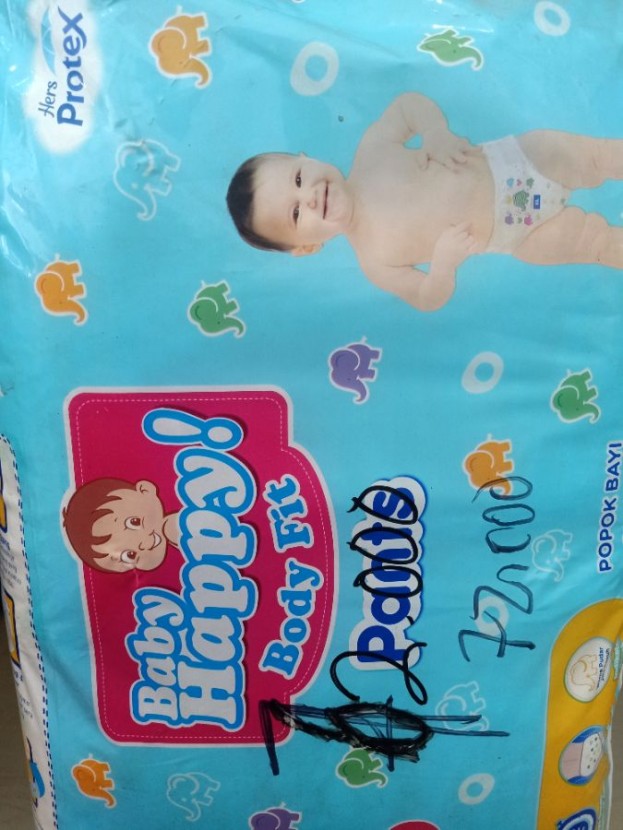 Hers
Protex
Baby
Happy!
Body Fit
Pants
72.000
POPOK BAYI